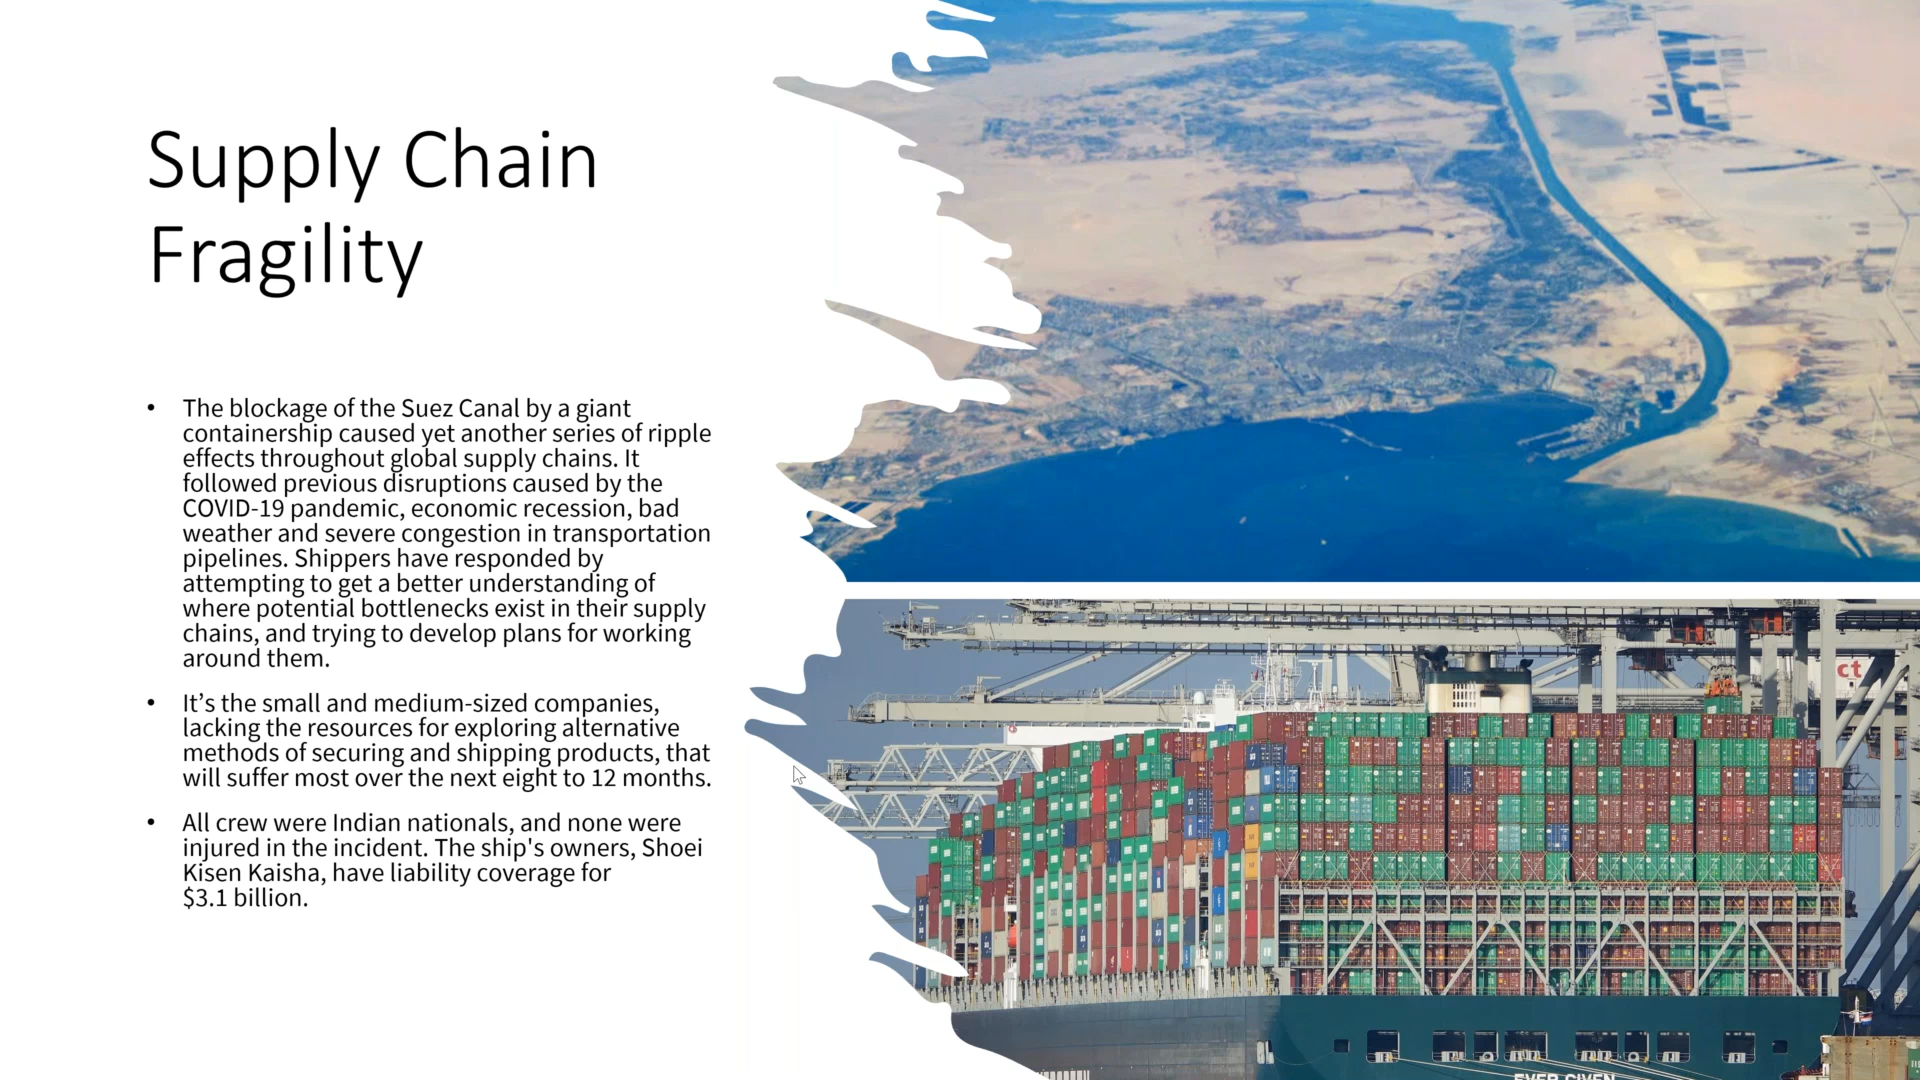 Supply Chain
Fragility
• The blockage of the Suez Canal by a giant
containership caused yet another series of ripple
effects throughout global supply chains. It
followed previous disruptions caused by the
COVID-19 pandemic, economic recession, bad
weather and severe congestion in transportation
pipelines. Shippers have responded by
attempting to get a better understanding of
where potential bottlenecks exist in their supply
chains, and trying to develop plans for working
around them.
• It’s the small and medium-sized companies,
lacking the resources for exploring alternative
methods of securing and shipping products, that
will suffer most over the next eight to 12 months.
• All crew were Indian nationals, and none were
injured in the incident. The ship's owners, Shoei
Kisen Kaisha, have liability coverage for
$3.1 billion.
ct
EVER GIVEN